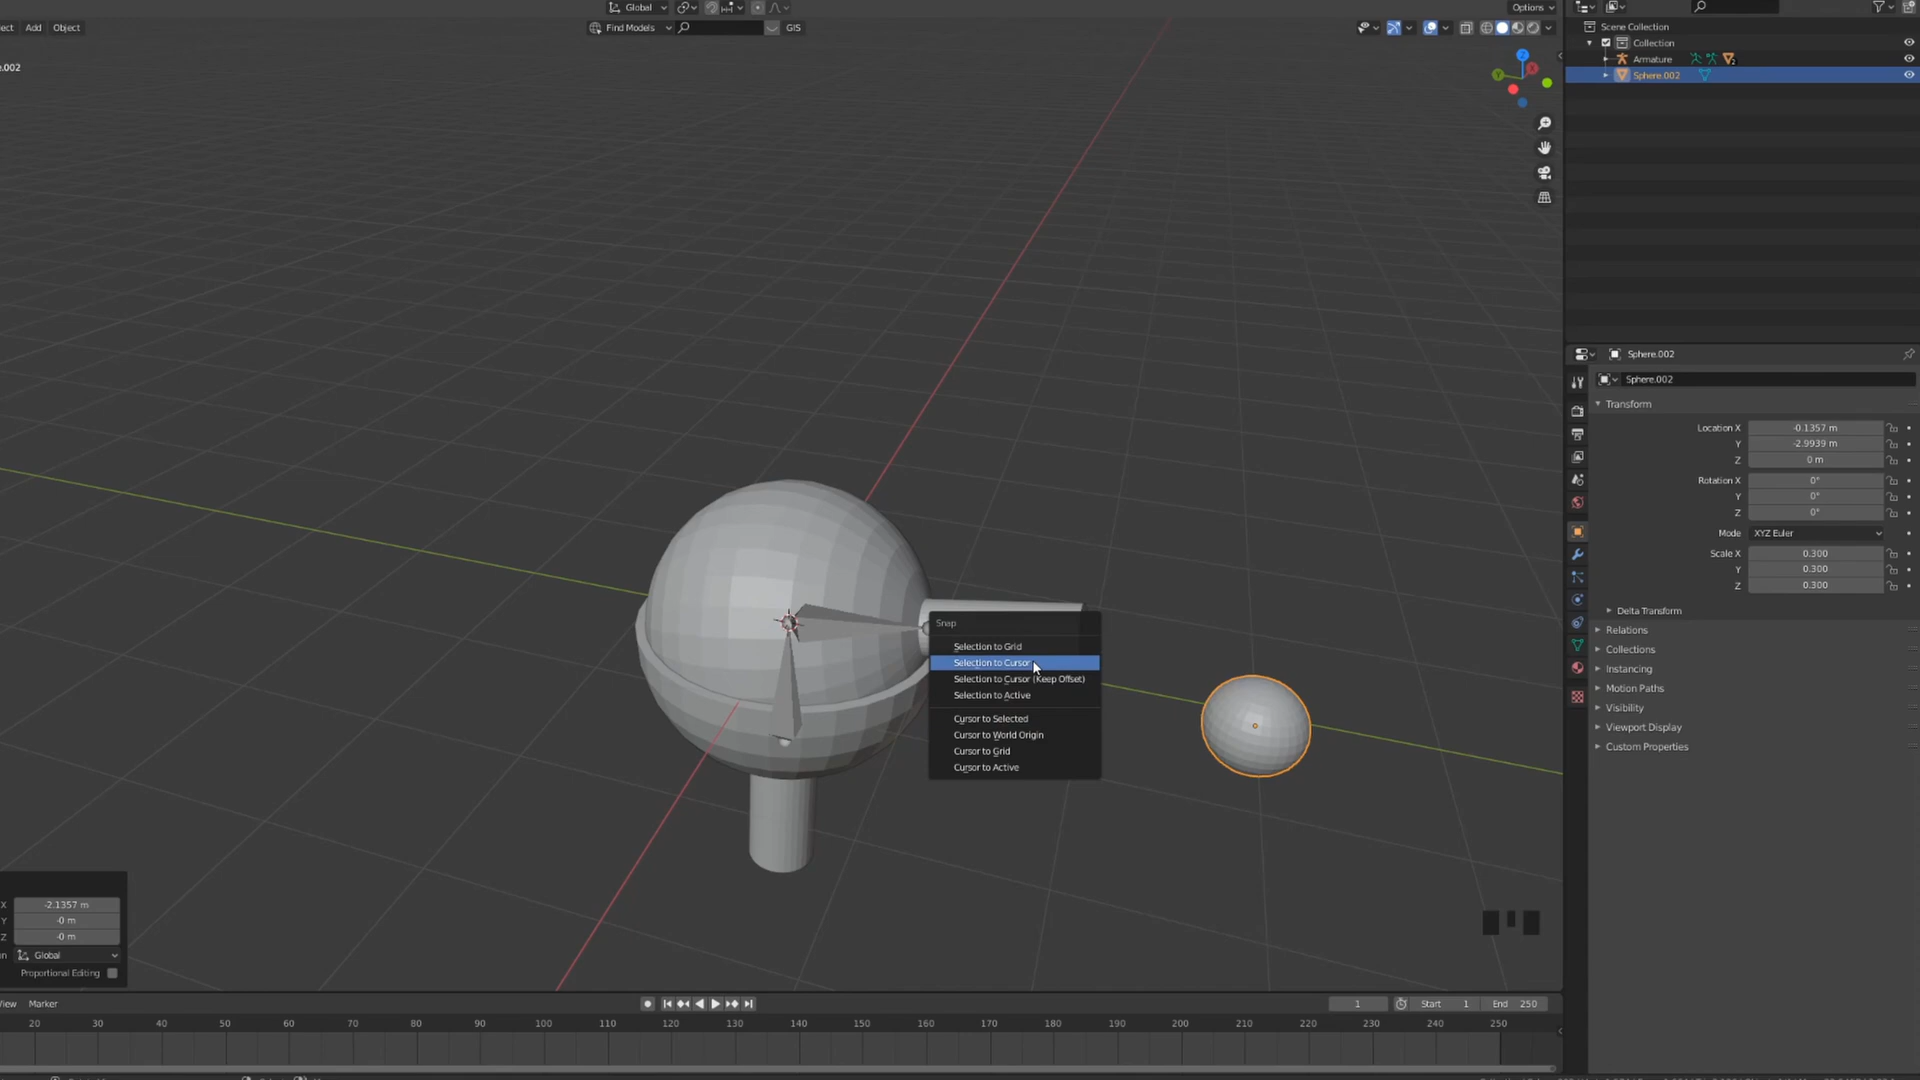 Global
Options
ect Add Object
Find Models
GIS
Scene Collection
Collection
Armature
Sphere.002
e.002
X
Y
Z
Snap
Selection to Grid
Selection to Cursor
Selection to Cursor (Keep Offset)
Selection to Active
Cursor to Selected
Cursor to World Origin
Cursor to Grid
Cursor to Active
Sphere.002
Sphere.002
Transform
Location X -0.1357 m
Y -2.9939 m
Z 0 m
Rotation X 0°
Y 0°
Z 0°
Mode XYZ Euler
Scale X 0.300
Y 0.300
Z 0.300
Delta Transform
Relations
Collections
Instancing
Motion Paths
Visibility
Viewport Display
Custom Properties
X -2.1357 m
Y -0 m
Z -0 m
n Global
Proportional Editing
View Marker
1 Start 1 End 250
20 30 40 50 60 70 80 90 100 110 120 130 140 150 160 170 180 190 200 210 220 230 240 250